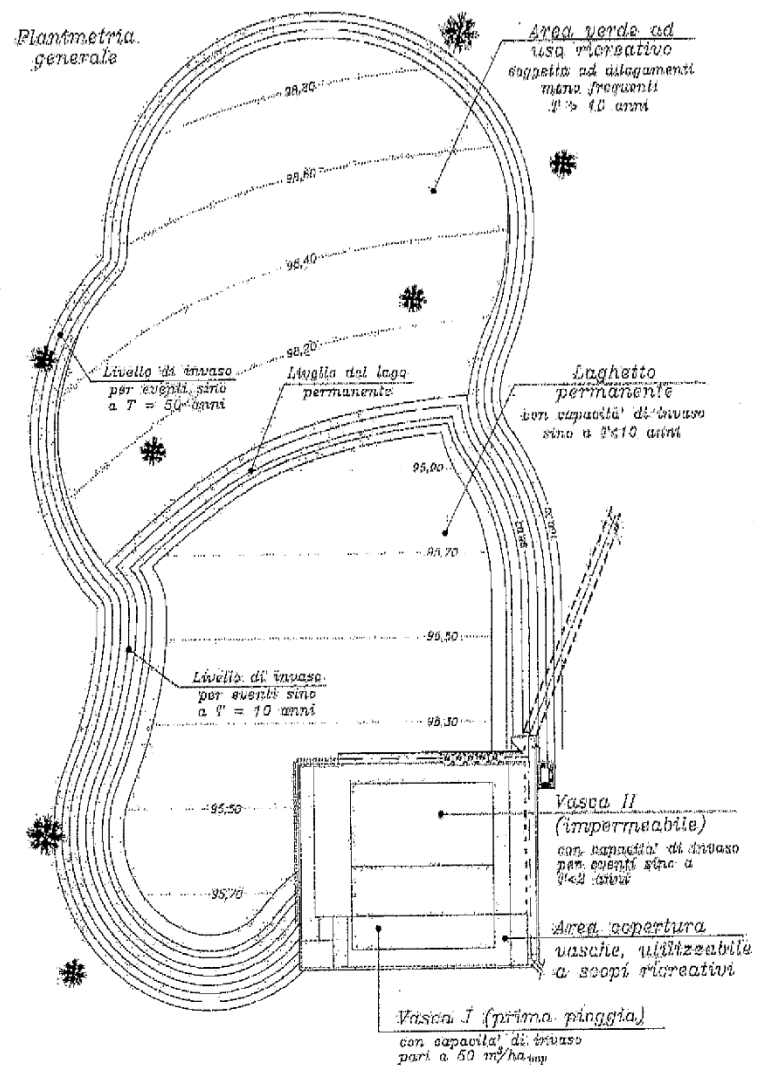 Planimetria
generale
Area verde ad
uso ricreativo
soggetta ad allagamenti
meno frequenti
T > 10 anni
98,80
98,60
98,40
98,20
Livello di invaso
per eventi sino
a T = 50 anni
Livello del lago
permanente
Laghetto
permanente
con capacita' di invaso
sino a T<10 anni
95,90
95,70
95,50
95,30
Livello di invaso
per eventi sino
a T = 10 anni
95,50
95,70
Vasca II
(impermeabile)
con capacita' di invaso
per eventi sino a
T<2 anni
Area copertura
vasche, utilizzabile
a scopi ricreativi
Vasca I (prima pioggia)
con capacita' di invaso
pari a 50 m³/ha imp